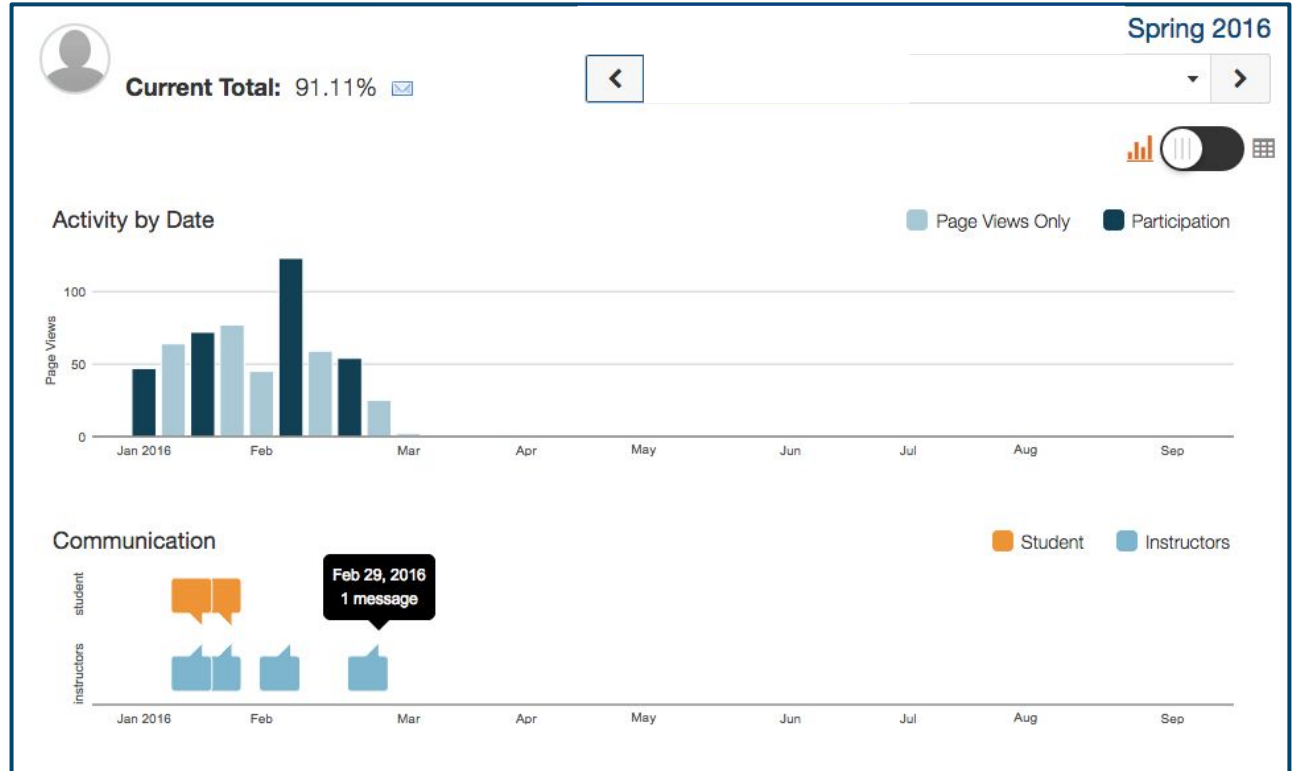 Spring 2016
Current Total: 91.11%
Activity by Date
Page Views Only
Participation
Page Views
100
50
0
Jan 2016 Feb Mar Apr May Jun Jul Aug Sep
Communication
Student
Instructors
student
Feb 29, 2016
1 message
instructors
Jan 2016 Feb Mar Apr May Jun Jul Aug Sep